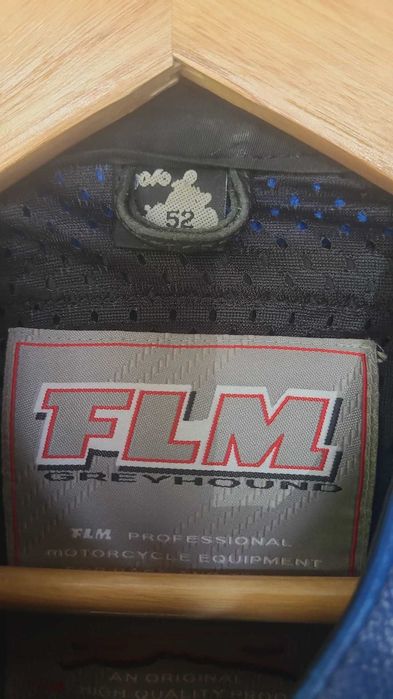 52
FLM
GREYHOUND
FLM PROFESSIONAL
MOTORCYCLE EQUIPMENT
AN ORIGINAL
HIGH QUALITY